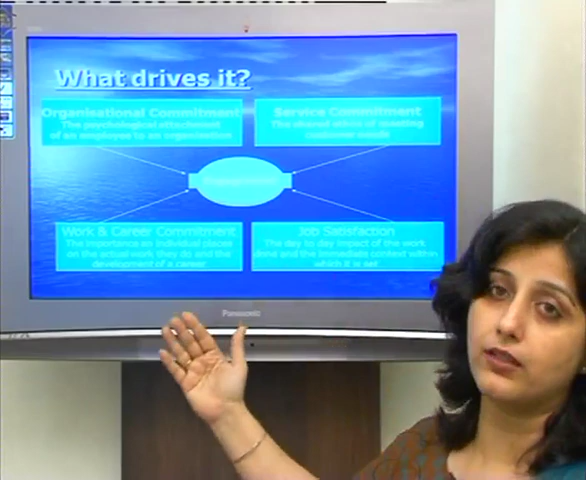 What drives it?
Organisational Commitment
The psychological attachment
of an employee to an organisation
Service Commitment
The shared sense of meeting
customer needs
Work & Career Commitment
The importance an individual places
on the actual work they do and the
development of a career
Job Satisfaction
The day to day impact of the work
done and the immediate context within
which it is set
Panasonic